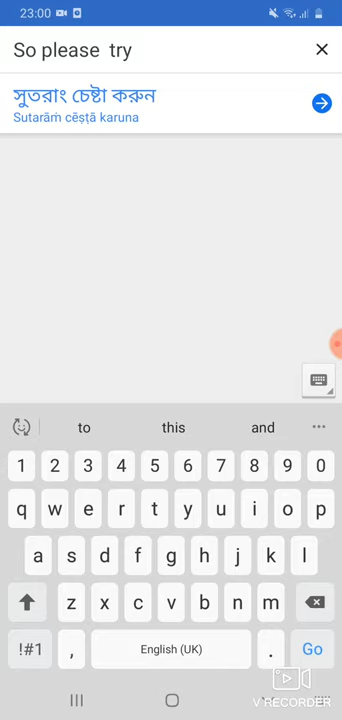 23:00
So please try
সুতরাং চেষ্টা করুন
Sutarāṁ cēṣṭā karuna
to this and
1 2 3 4 5 6 7 8 9 0
q w e r t y u i o p
a s d f g h j k l
z x c v b n m
!#1 , English (UK) . Go
V RECORDER